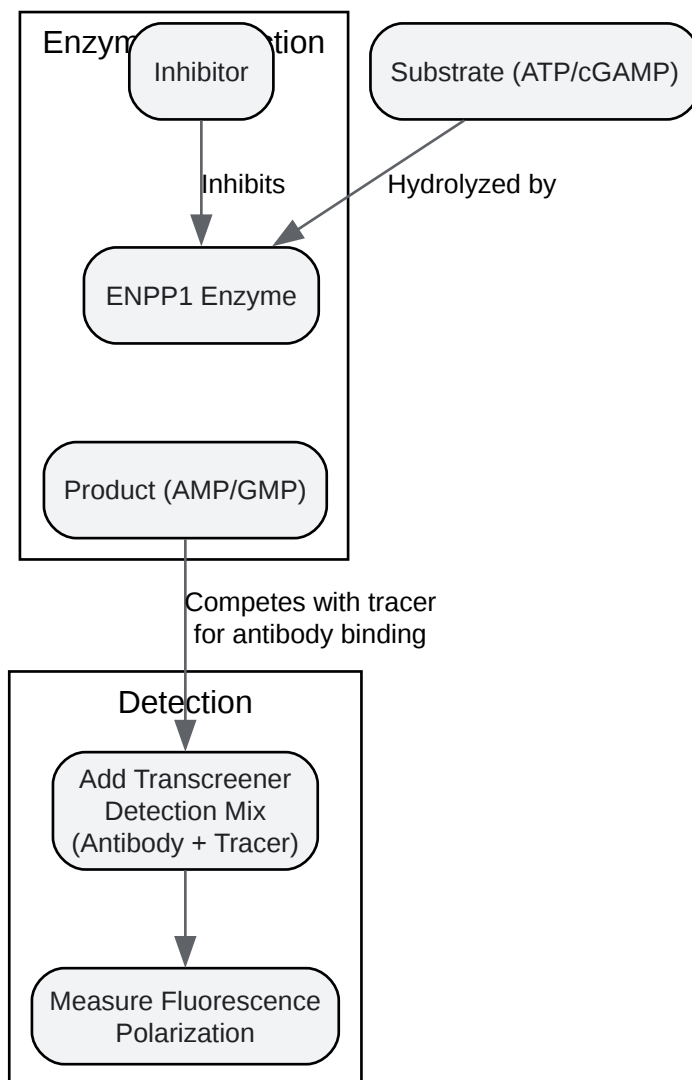 Inhibitor
Substrate (ATP/cGAMP)
Inhibits
Hydrolyzed by
ENPP1 Enzyme
Product (AMP/GMP)
Competes with tracer
for antibody binding
Detection
Add Transcreener
Detection Mix
(Antibody + Tracer)
Measure Fluorescence
Polarization